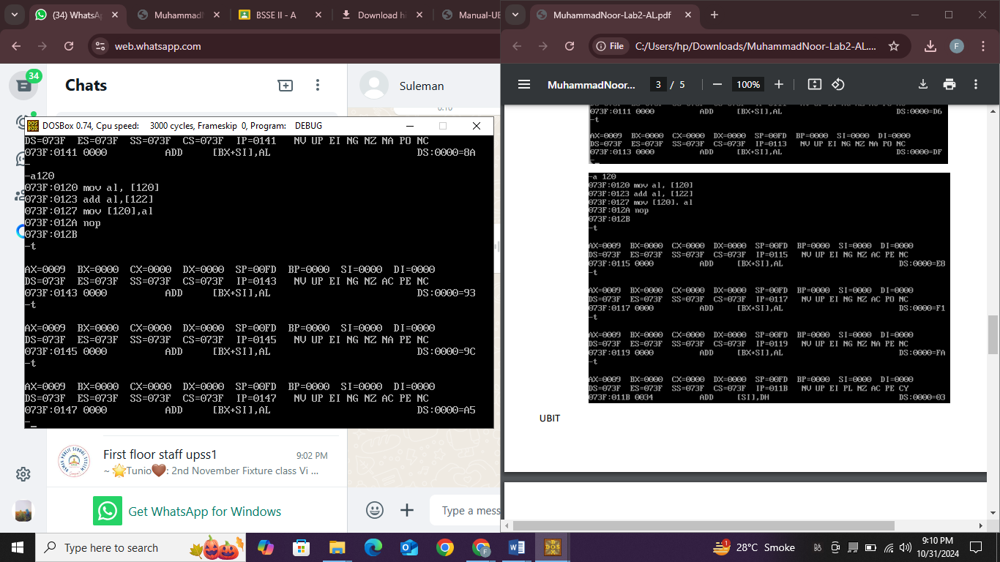 (34) WhatsA
Muhammad
BSSE II - A
Download hi
Manual-UE
web.whatsapp.com
34
Chats
Suleman
DOSBox 0.74, Cpu speed: 3000 cycles, Frameskip 0, Program: DEBUG
DS=073F ES=073F SS=073F CS=073F IP=0141 NV UP EI NG NZ NA PO NC
073F:0141 0000 ADD [BX+SI],AL DS:0000=8A
-
-a120
073F:0120 mov al, [120]
073F:0123 add al,[122]
073F:0127 mov [120],al
073F:012A nop
073F:012B
-t
AX=0009 BX=0000 CX=0000 DX=0000 SP=00FD BP=0000 SI=0000 DI=0000
DS=073F ES=073F SS=073F CS=073F IP=0143 NV UP EI NG NZ AC PE NC
073F:0143 0000 ADD [BX+SI],AL DS:0000=93
-t
AX=0009 BX=0000 CX=0000 DX=0000 SP=00FD BP=0000 SI=0000 DI=0000
DS=073F ES=073F SS=073F CS=073F IP=0145 NV UP EI NG NZ NA PE NC
073F:0145 0000 ADD [BX+SI],AL DS:0000=9C
-t
AX=0009 BX=0000 CX=0000 DX=0000 SP=00FD BP=0000 SI=0000 DI=0000
DS=073F ES=073F SS=073F CS=073F IP=0147 NV UP EI NG NZ AC PE NC
073F:0147 0000 ADD [BX+SI],AL DS:0000=A5
-_
First floor staff upss1 9:02 PM
~ 🌟Tunio🤎: 2nd November Fixture class Vi ...
Get WhatsApp for Windows
Type a mess
MuhammadNoor-Lab2-AL.pdf
File C:/Users/hp/Downloads/MuhammadNoor-Lab2-AL....
F
MuhammadNoor... 3 / 5 100%
073F:0111 0000 ADD [BX+SI],AL DS:0000=D6
-t
AX=0009 BX=0000 CX=0000 DX=0000 SP=00FD BP=0000 SI=0000 DI=0000
DS=073F ES=073F SS=073F CS=073F IP=0113 NV UP EI NG NZ NA PO NC
073F:0113 0000 ADD [BX+SI],AL DS:0000=DF
-a 120
073F:0120 mov al, [120]
073F:0123 add al, [122]
073F:0127 mov [120]. al
073F:012A nop
073F:012B
-t
AX=0009 BX=0000 CX=0000 DX=0000 SP=00FD BP=0000 SI=0000 DI=0000
DS=073F ES=073F SS=073F CS=073F IP=0115 NV UP EI NG NZ AC PE NC
073F:0115 0000 ADD [BX+SI],AL DS:0000=E8
-t
AX=0009 BX=0000 CX=0000 DX=0000 SP=00FD BP=0000 SI=0000 DI=0000
DS=073F ES=073F SS=073F CS=073F IP=0117 NV UP EI NG NZ AC PO NC
073F:0117 0000 ADD [BX+SI],AL DS:0000=F1
-t
AX=0009 BX=0000 CX=0000 DX=0000 SP=00FD BP=0000 SI=0000 DI=0000
DS=073F ES=073F SS=073F CS=073F IP=0119 NV UP EI NG NZ NA PE NC
073F:0119 0000 ADD [BX+SI],AL DS:0000=FA
-t
AX=0009 BX=0000 CX=0000 DX=0000 SP=00FD BP=0000 SI=0000 DI=0000
DS=073F ES=073F SS=073F CS=073F IP=011B NV UP EI PL NZ AC PE CY
073F:011B 0034 ADD [SI],DH DS:0000=03
UBIT
Type here to search
28°C Smoke
9:10 PM
10/31/2024